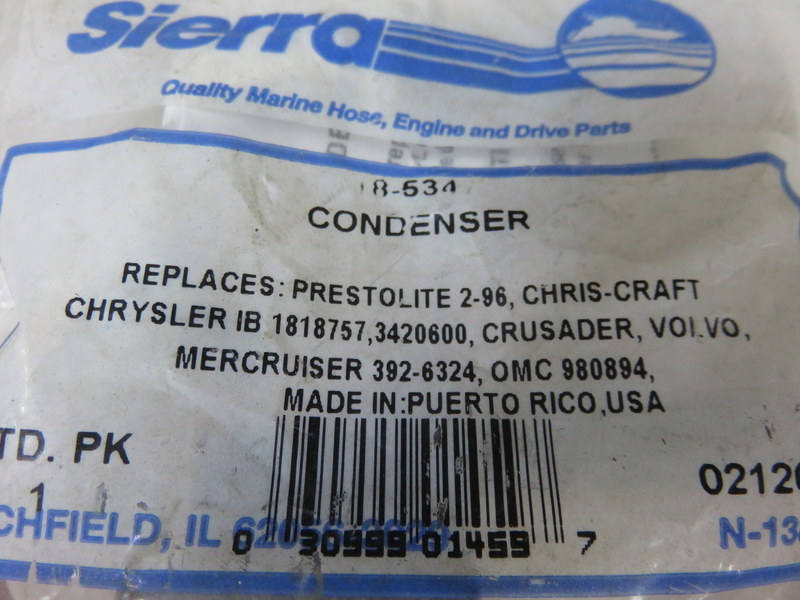 Sierra
Quality Marine Hose, Engine and Drive Parts
18-534
CONDENSER
REPLACES: PRESTOLITE 2-96, CHRIS-CRAFT
CHRYSLER IB 1818757,3420600, CRUSADER, VOLVO,
MERCRUISER 392-6324, OMC 980894,
MADE IN:PUERTO RICO,USA
TD. PK
1
0212
CHFIELD, IL
N-13
0 30999 01459 7